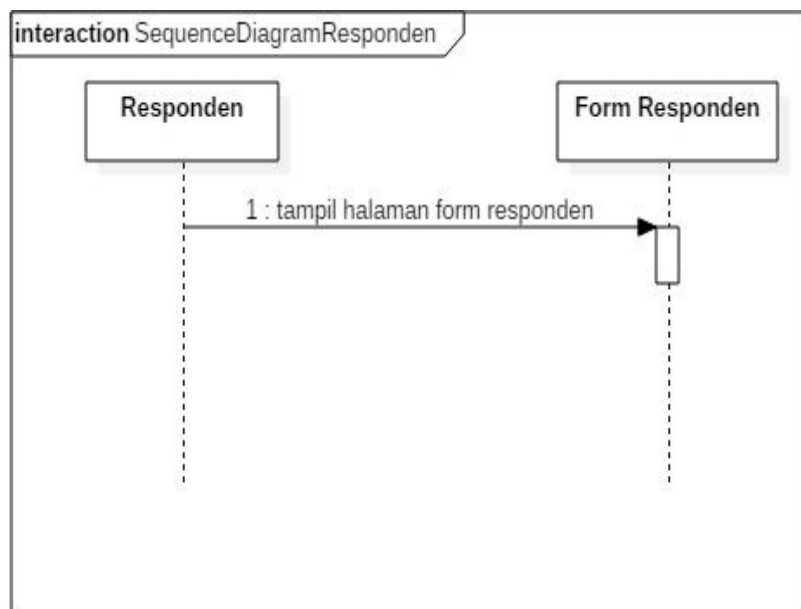 interaction SequenceDiagramResponden
Responden
Form Responden
1 : tampil halaman form responden